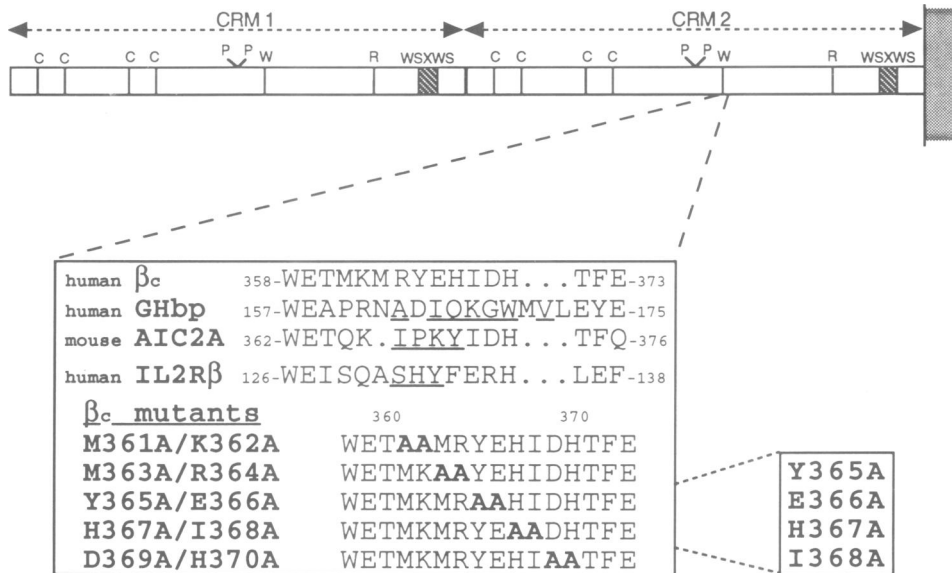 CRM 1 CRM 2
C C C C P P W R WSXWS C C C C P P W R WSXWS
human βc 358-WETMKMRYEHIDH...TFE-373
human GHbp 157-WEAPRNADIQKGWMVLEYE-175
mouse AIC2A 362-WETQK.IPKYIDH...TFQ-376
human IL2Rβ 126-WEISQASHYFERH...LEF-138
βc mutants 360 370
M361A/K362A WETAAMRYEHIDHTFE
M363A/R364A WETMKAAYEHIDHTFE
Y365A/E366A WETMKMRAAHIDHTFE
H367A/I368A WETMKMRYEAADHTFE
D369A/H370A WETMKMRYEHIAATFE
Y365A
E366A
H367A
I368A